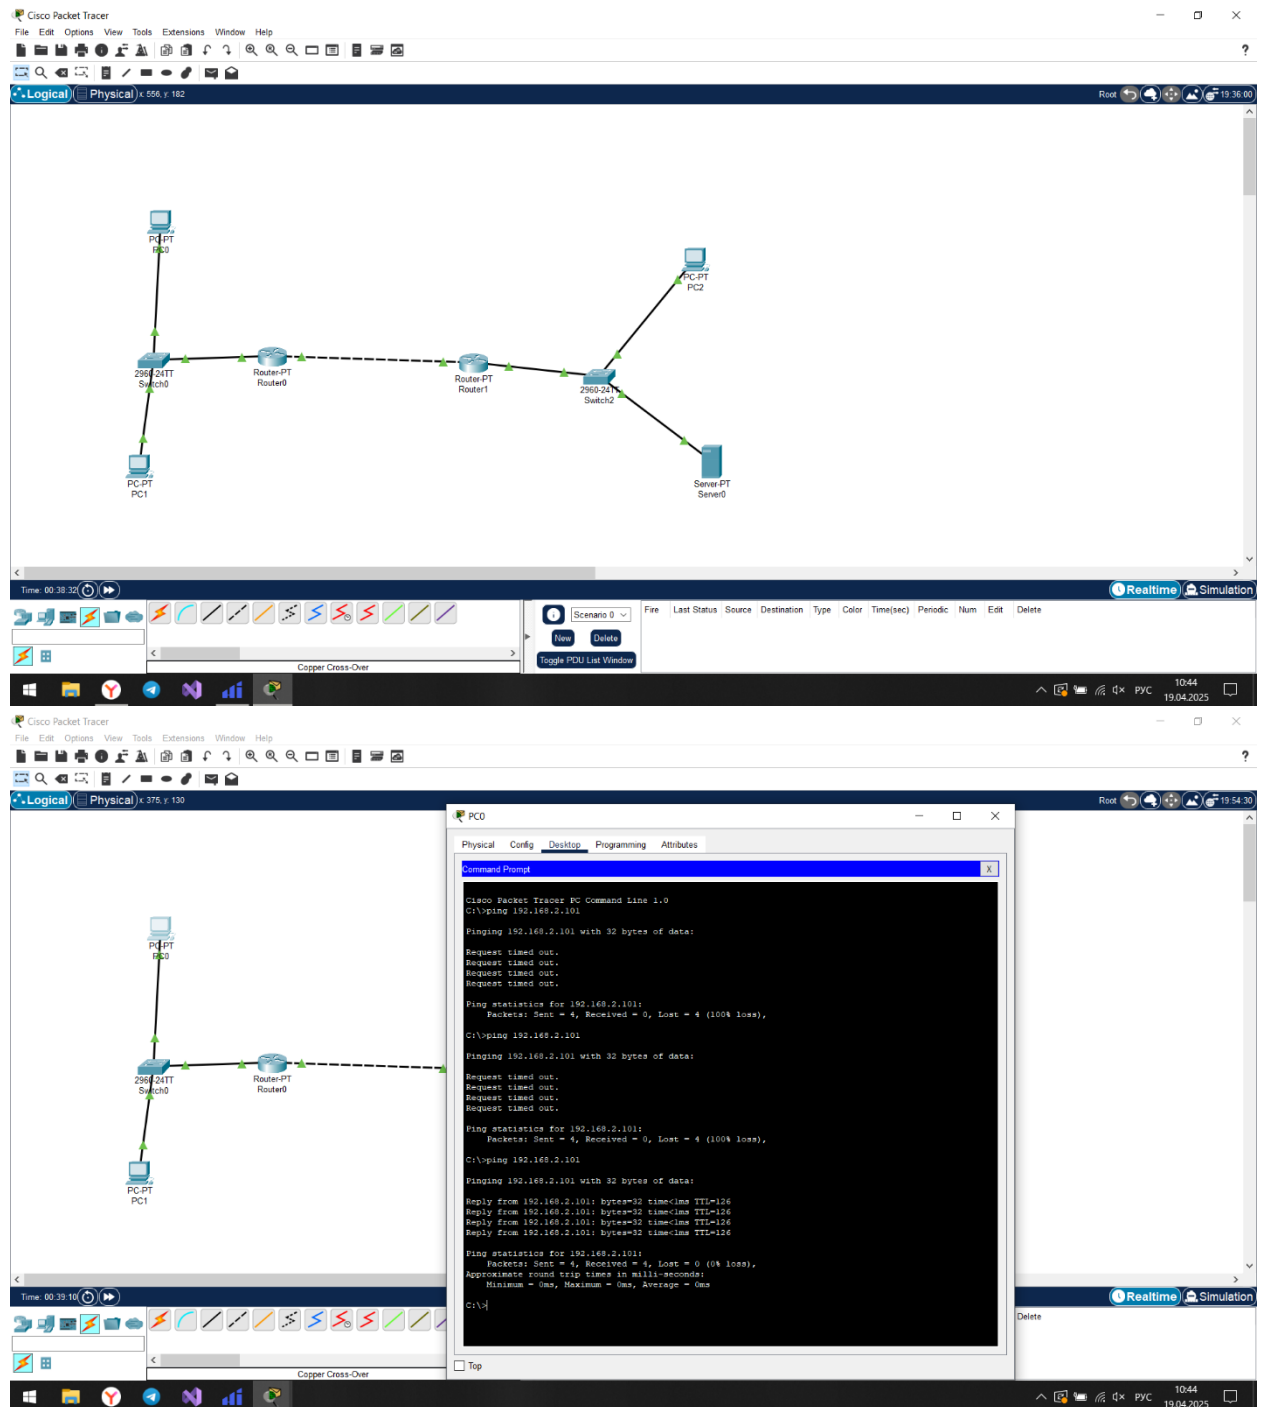 Cisco Packet Tracer
File Edit Options View Tools Extensions Window Help
?
Logical Physical x: 556, y: 182 Root 19:36:00
PC-PT
PC0
PC-PT
PC2
2960-24TT
Switch0
Router-PT
Router0
Router-PT
Router1
2960-24TT
Switch2
PC-PT
PC1
Server-PT
Server0
Time: 00:38:32 Realtime Simulation
Scenario 0 Fire Last Status Source Destination Type Color Time(sec) Periodic Num Edit Delete
New Delete
Toggle PDU List Window
Copper Cross-Over
РУС 10:44
19.04.2025
Cisco Packet Tracer
File Edit Options View Tools Extensions Window Help
?
Logical Physical x: 375, y: 130 Root 19:54:30
PC-PT
PC0
2960-24TT
Switch0
Router-PT
Router0
PC-PT
PC1
PC0
Physical Config Desktop Programming Attributes
Command Prompt X
Cisco Packet Tracer PC Command Line 1.0
C:\>ping 192.168.2.101
Pinging 192.168.2.101 with 32 bytes of data:
Request timed out.
Request timed out.
Request timed out.
Request timed out.
Ping statistics for 192.168.2.101:
Packets: Sent = 4, Received = 0, Lost = 4 (100% loss),
C:\>ping 192.168.2.101
Pinging 192.168.2.101 with 32 bytes of data:
Request timed out.
Request timed out.
Request timed out.
Request timed out.
Ping statistics for 192.168.2.101:
Packets: Sent = 4, Received = 0, Lost = 4 (100% loss),
C:\>ping 192.168.2.101
Pinging 192.168.2.101 with 32 bytes of data:
Reply from 192.168.2.101: bytes=32 time<1ms TTL=126
Reply from 192.168.2.101: bytes=32 time<1ms TTL=126
Reply from 192.168.2.101: bytes=32 time<1ms TTL=126
Reply from 192.168.2.101: bytes=32 time<1ms TTL=126
Ping statistics for 192.168.2.101:
Packets: Sent = 4, Received = 4, Lost = 0 (0% loss),
Approximate round trip times in milli-seconds:
Minimum = 0ms, Maximum = 0ms, Average = 0ms
C:\>
Top
Time: 00:39:10 Realtime Simulation
Delete
Copper Cross-Over
РУС 10:44
19.04.2025